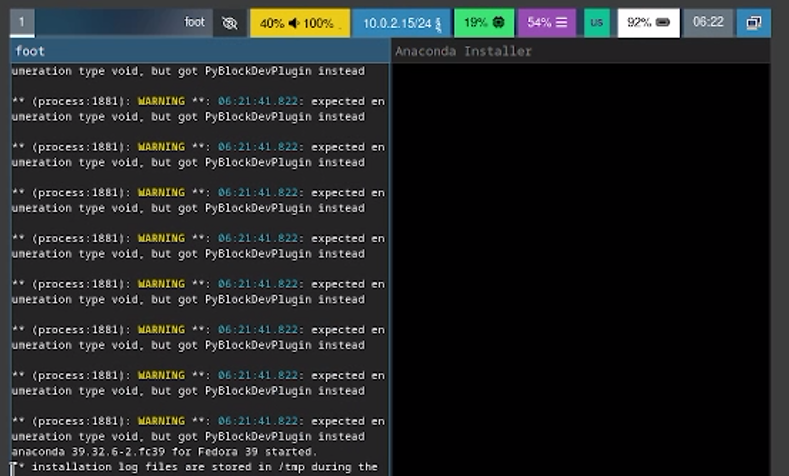 1 foot 40% 100% 10.0.2.15/24 19% 54% US 92% 06:22
foot
Anaconda Installer
umeration type void, but got PyBlockDevPlugin instead
** (process:1881): WARNING **: 06:21:41.822: expected en
umeration type void, but got PyBlockDevPlugin instead
** (process:1881): WARNING **: 06:21:41.822: expected en
umeration type void, but got PyBlockDevPlugin instead
** (process:1881): WARNING **: 06:21:41.822: expected en
umeration type void, but got PyBlockDevPlugin instead
** (process:1881): WARNING **: 06:21:41.822: expected en
umeration type void, but got PyBlockDevPlugin instead
** (process:1881): WARNING **: 06:21:41.822: expected en
umeration type void, but got PyBlockDevPlugin instead
** (process:1881): WARNING **: 06:21:41.822: expected en
umeration type void, but got PyBlockDevPlugin instead
** (process:1881): WARNING **: 06:21:41.822: expected en
umeration type void, but got PyBlockDevPlugin instead
** (process:1881): WARNING **: 06:21:41.822: expected en
umeration type void, but got PyBlockDevPlugin instead
anaconda 39.32.6-2.fc39 for Fedora 39 started.
* installation log files are stored in /tmp during the